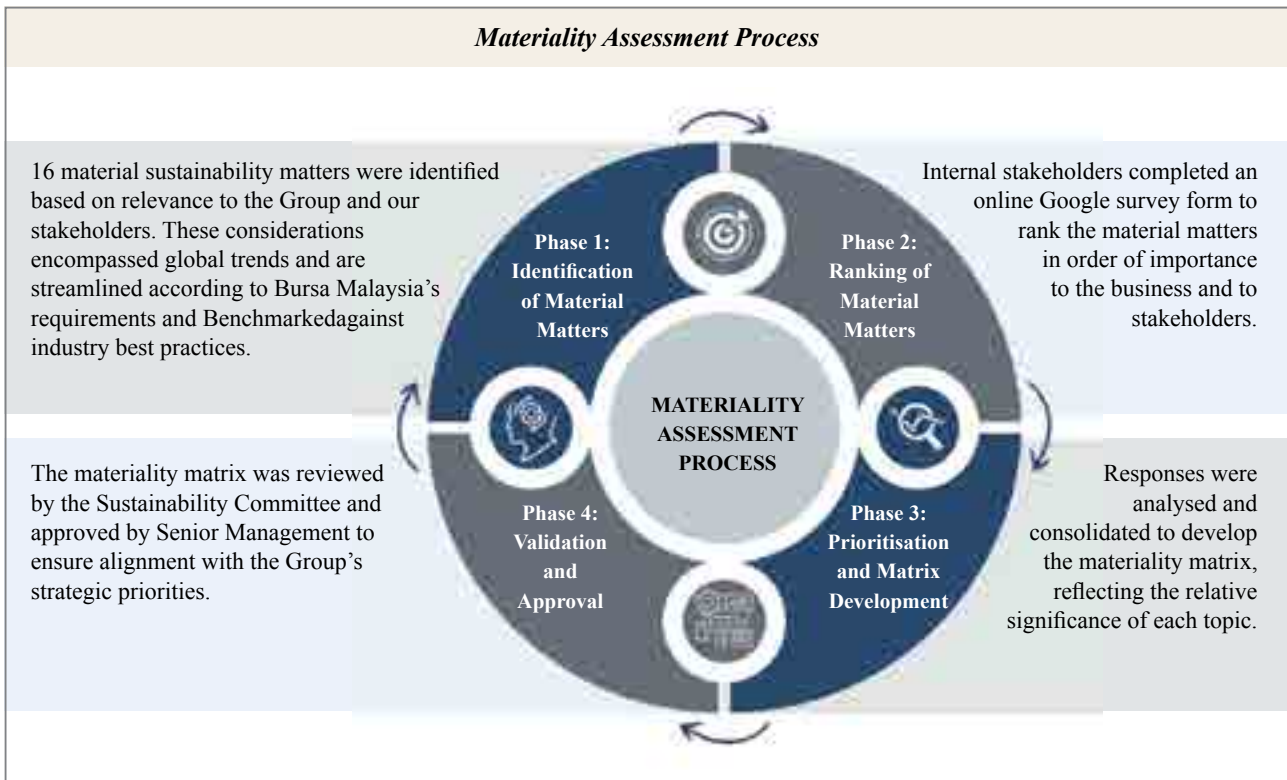 Materiality Assessment Process
16 material sustainability matters were identified
based on relevance to the Group and our
stakeholders. These considerations
encompassed global trends and are
streamlined according to Bursa Malaysia’s
requirements and Benchmarkedagainst
industry best practices.
Phase 1:
Identification
of Material
Matters
Phase 2:
Ranking of
Material
Matters
Internal stakeholders completed an
online Google survey form to
rank the material matters
in order of importance
to the business and to
stakeholders.
MATERIALITY
ASSESSMENT
PROCESS
The materiality matrix was reviewed
by the Sustainability Committee and
approved by Senior Management to
ensure alignment with the Group’s
strategic priorities.
Phase 4:
Validation
and
Approval
Phase 3:
Prioritisation
and Matrix
Development
Responses were
analysed and
consolidated to develop
the materiality matrix,
reflecting the relative
significance of each topic.